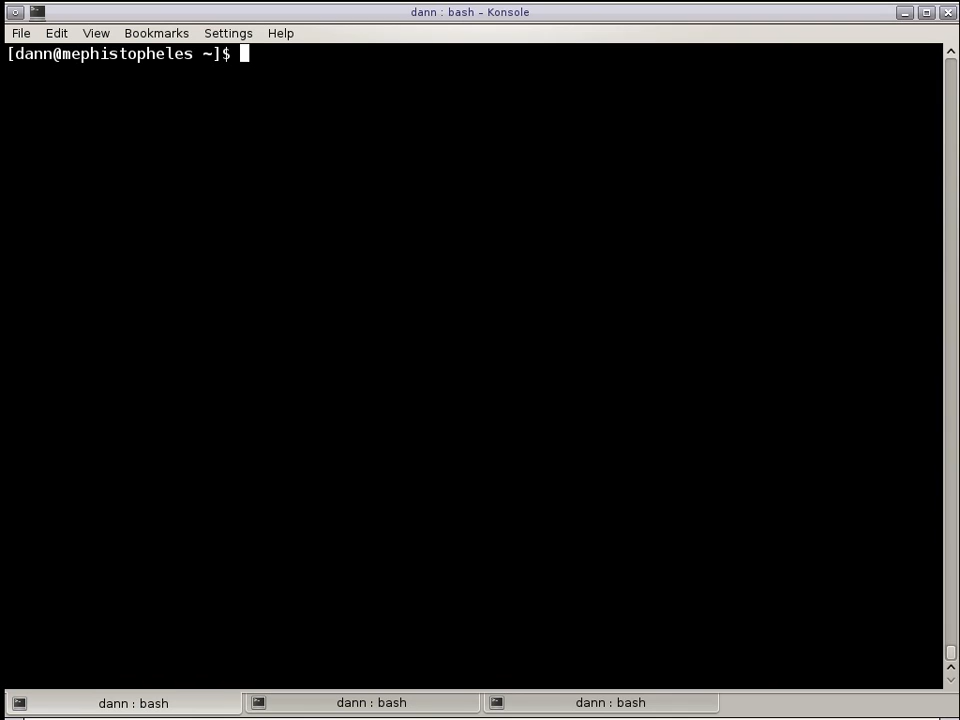 dann : bash – Konsole
File Edit View Bookmarks Settings Help
[dann@mephistopheles ~]$
dann : bash dann : bash dann : bash